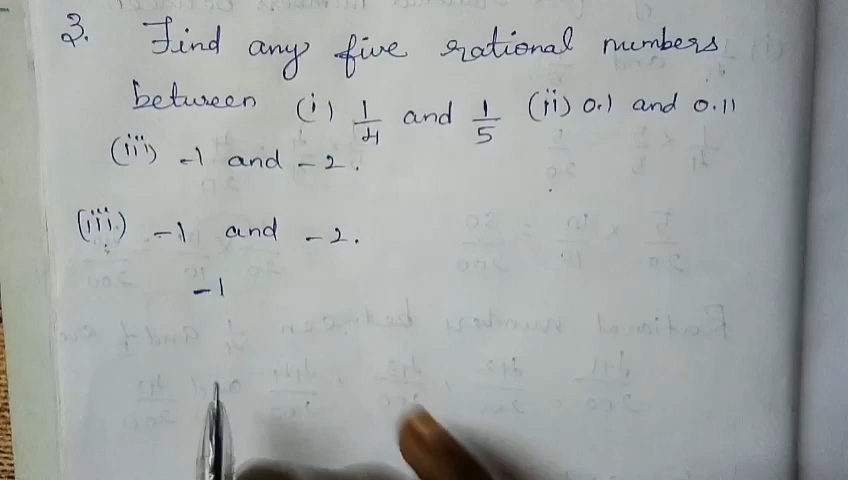 3. Find any five rational numbers
between (i) 1/4 and 1/5 (ii) 0.1 and 0.11
(iii) -1 and -2.
(iii) -1 and -2.
-1